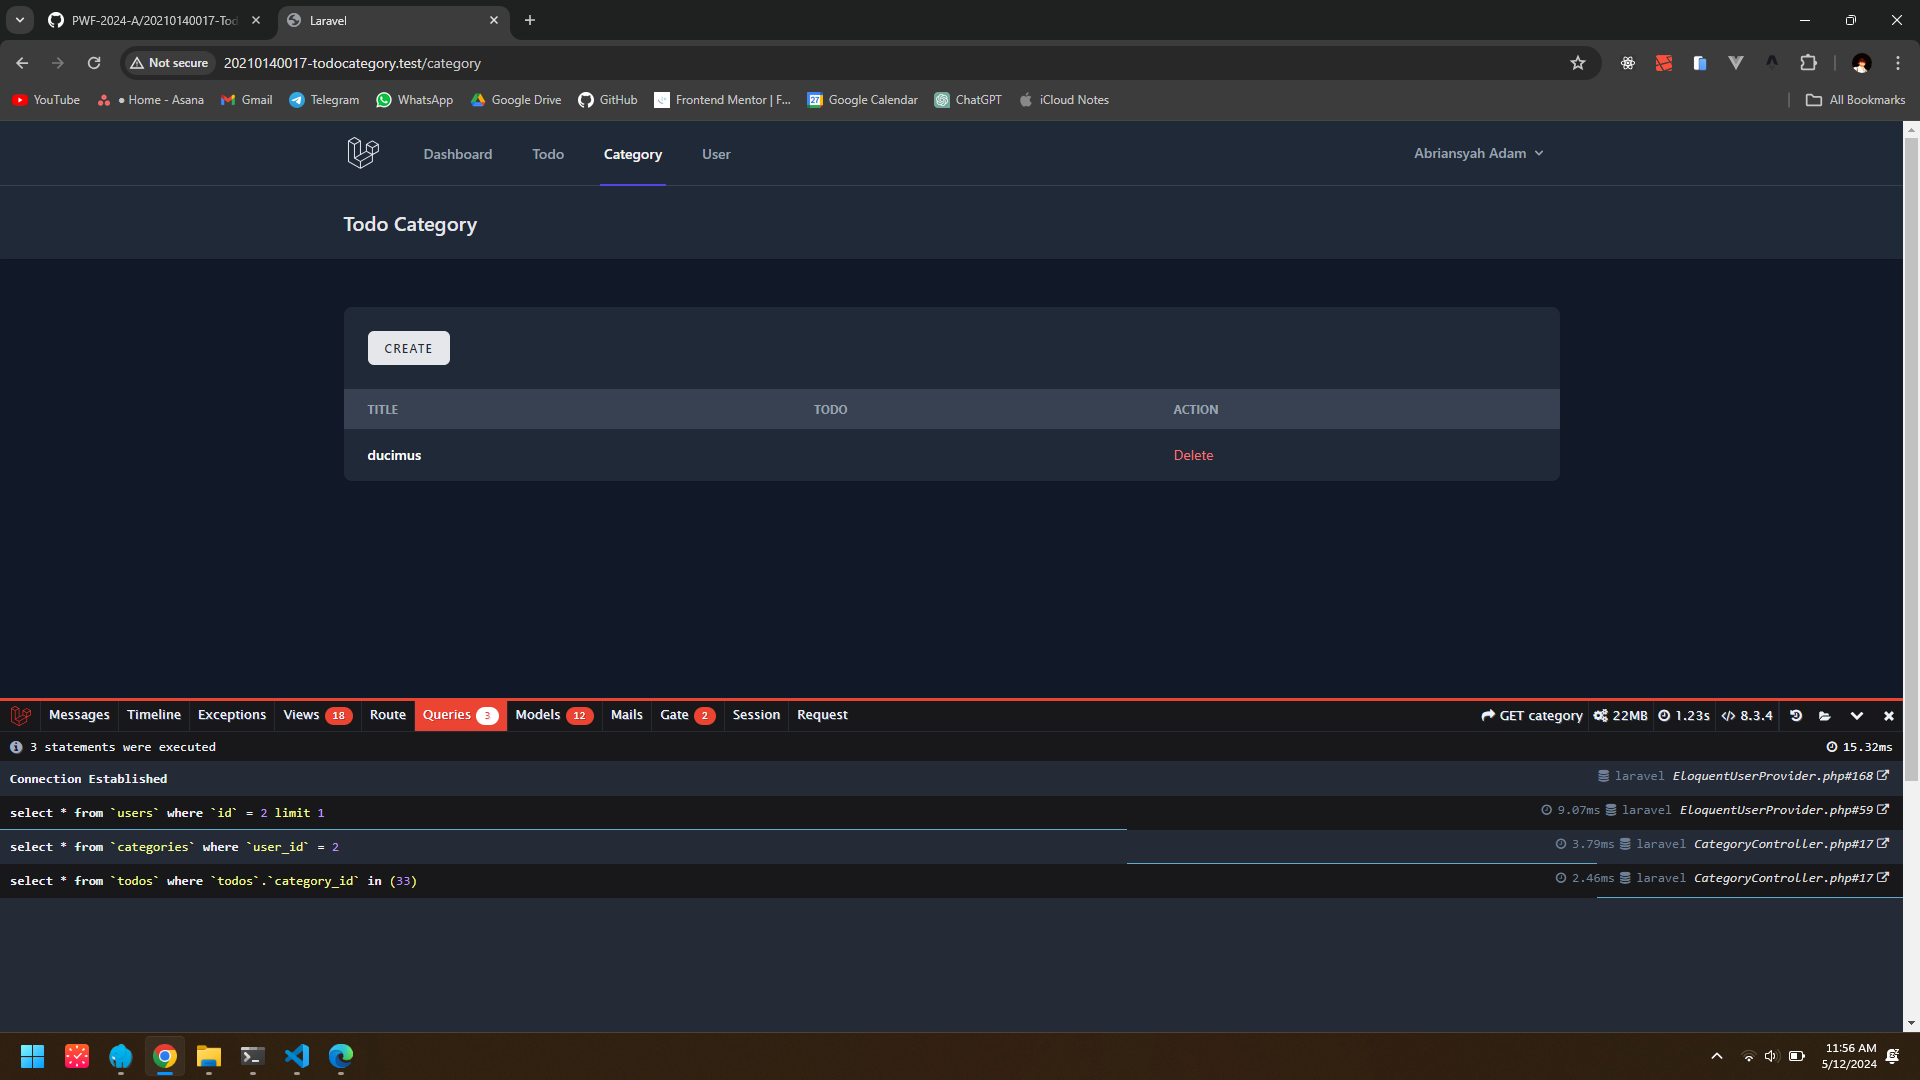 PWF-2024-A/20210140017-Tod
Laravel
Not secure
20210140017-todocategory.test/category
YouTube
● Home - Asana
Gmail
Telegram
WhatsApp
Google Drive
GitHub
Frontend Mentor | F...
27
Google Calendar
ChatGPT
iCloud Notes
All Bookmarks
Dashboard
Todo
Category
User
Abriansyah Adam
Todo Category
CREATE
TITLE
TODO
ACTION
ducimus
Delete
Messages
Timeline
Exceptions
Views 18
Route
Queries 3
Models 12
Mails
Gate 2
Session
Request
GET category
22MB
1.23s
8.3.4
3 statements were executed
15.32ms
Connection Established
laravel EloquentUserProvider.php#168
select * from `users` where `id` = 2 limit 1
9.07ms laravel EloquentUserProvider.php#59
select * from `categories` where `user_id` = 2
3.79ms laravel CategoryController.php#17
select * from `todos` where `todos`.`category_id` in (33)
2.46ms laravel CategoryController.php#17
11:56 AM
5/12/2024